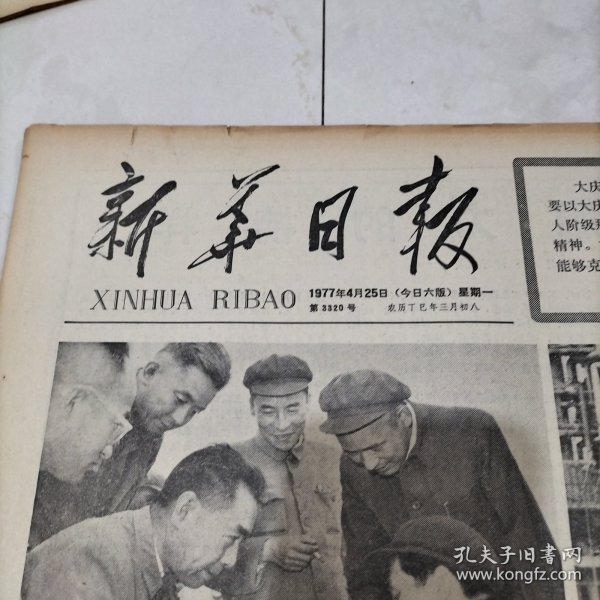 新华日报
XINHUA RIBAO
1977年4月25日（今日六版）星期一
第3320号 农历丁巳年三月初八
大庆
要以大庆
人阶级
精神。
能够克
孔夫子旧书网
www.kongfz.com